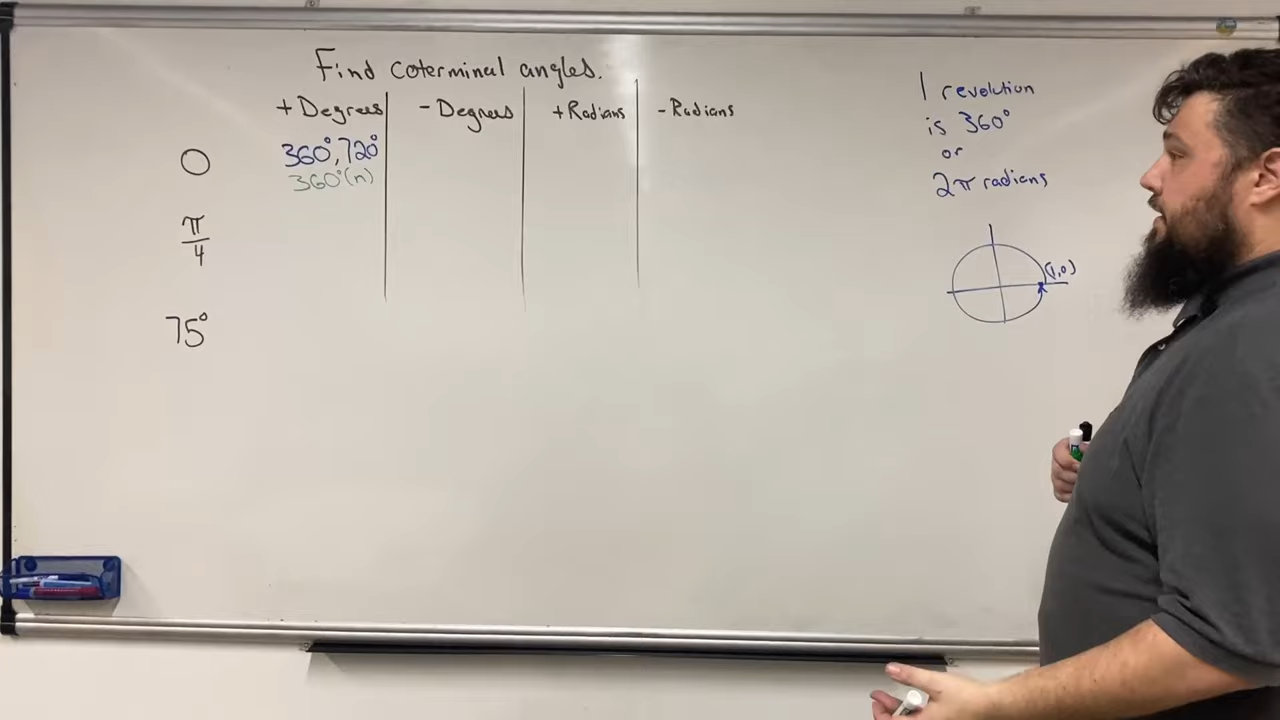 Find coterminal angles.
+ Degrees - Degrees + Radians - Radians
0 360°, 720°
360°(n)
π/4
75°
1 revolution
is 360°
or
2π radians
(1,0)